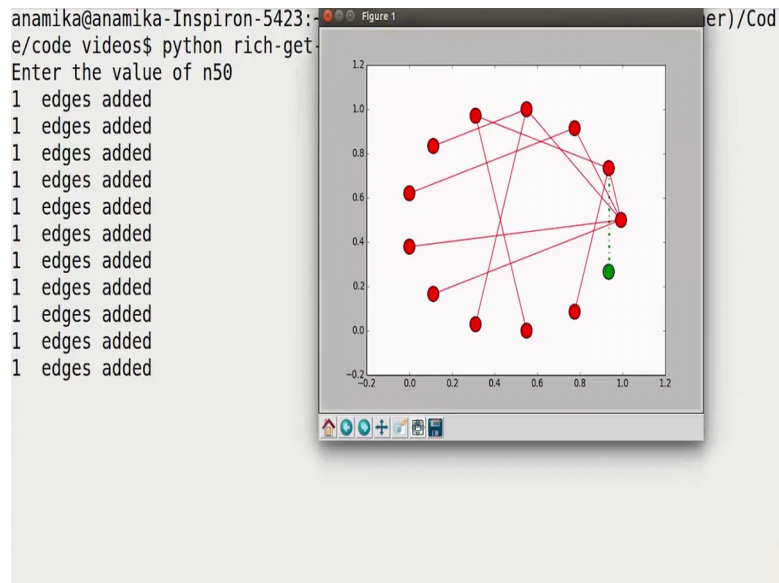 anamika@anamika-Inspiron-5423:~
er)/Cod
e/code videos$ python rich-get-
Enter the value of n50
1 edges added
1 edges added
1 edges added
1 edges added
1 edges added
1 edges added
1 edges added
1 edges added
1 edges added
1 edges added
1 edges added
Figure 1
1.2
1.0
0.8
0.6
0.4
0.2
0.0
−0.2
−0.2 0.0 0.2 0.4 0.6 0.8 1.0 1.2